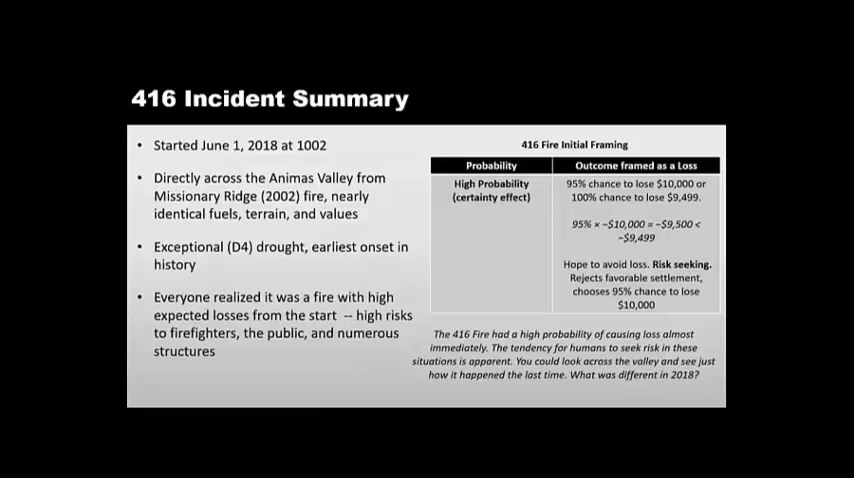 416 Incident Summary
• Started June 1, 2018 at 1002
• Directly across the Animas Valley from
Missionary Ridge (2002) fire, nearly
identical fuels, terrain, and values
• Exceptional (D4) drought, earliest onset in
history
• Everyone realized it was a fire with high
expected losses from the start -- high risks
to firefighters, the public, and numerous
structures
416 Fire Initial Framing
Probability
Outcome framed as a Loss
High Probability
(certainty effect)
95% chance to lose $10,000 or
100% chance to lose $9,499.
95% × −$10,000 = −$9,500 <
−$9,499
Hope to avoid loss. Risk seeking.
Rejects favorable settlement,
chooses 95% chance to lose
$10,000
The 416 Fire had a high probability of causing loss almost
immediately. The tendency for humans to seek risk in these
situations is apparent. You could look across the valley and see just
how it happened the last time. What was different in 2018?